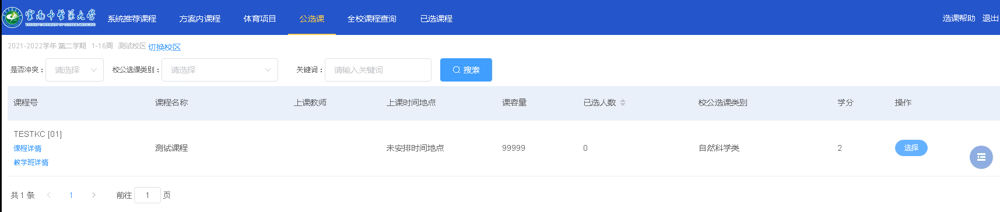 云南中医药大学 系统推荐课程 方案内课程 体育项目 公选课 全校课程查询 已选课程 选课帮助 退出
YUNNAN UNIVERSITY OF CHINESE MEDICINE
2021-2022学年 第二学期 1-16周 测试校区 切换校区
是否冲突： 请选择 校公选课类别： 请选择 关键词： 请输入关键词 搜索
课程号 课程名称 上课教师 上课时间地点 课容量 已选人数 校公选课类别 学分 操作
TESTKC [01]
课程详情 测试课程 未安排时间地点 99999 0 自然科学类 2 选择
教学班详情
共 1 条 1 前往 1 页